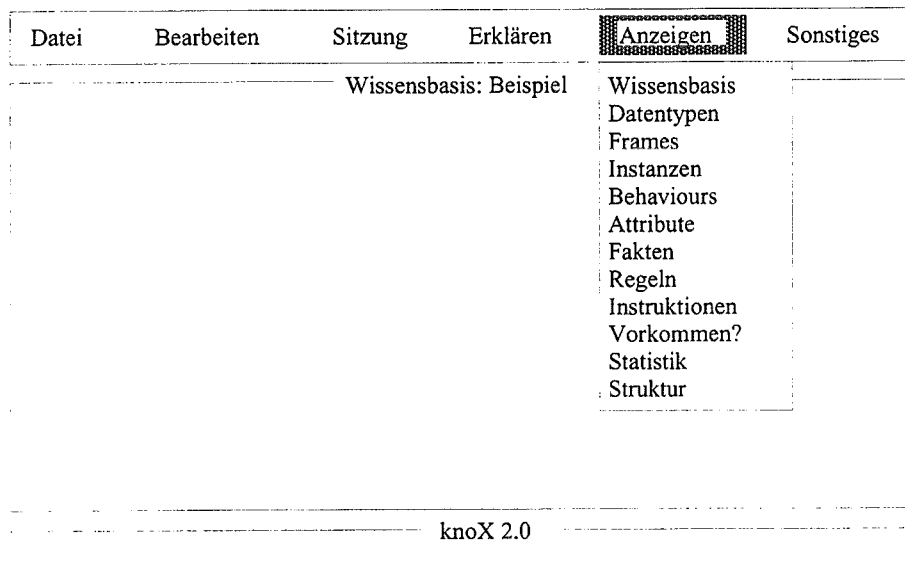 Datei Bearbeiten Sitzung Erklären Anzeigen Sonstiges
Wissensbasis: Beispiel Wissensbasis
Datentypen
Frames
Instanzen
Behaviours
Attribute
Fakten
Regeln
Instruktionen
Vorkommen?
Statistik
Struktur
knoX 2.0